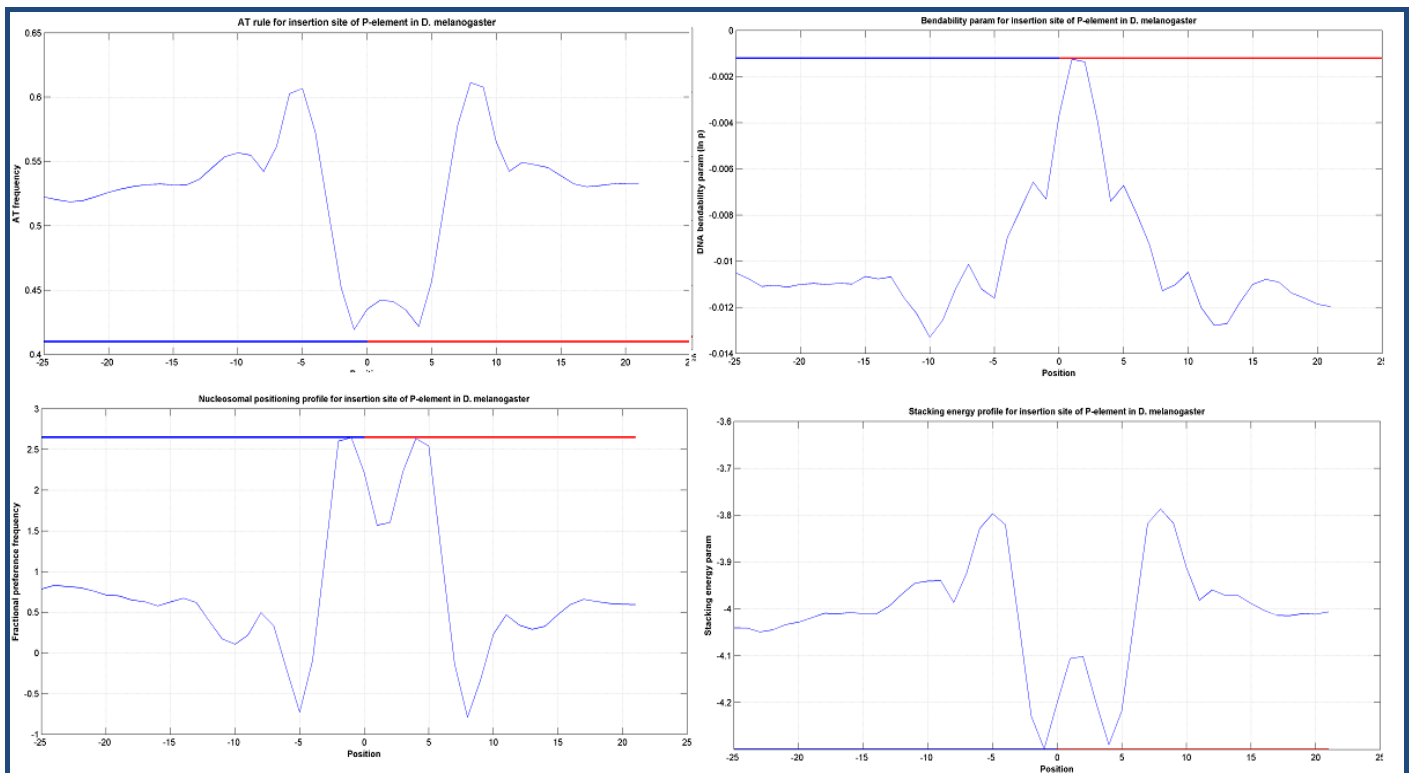 AT rule for insertion site of P-element in D. melanogaster
0.65
0.6
0.55
0.5
0.45
0.4
AT frequency
-25 -20 -15 -10 -5 0 5 10 15 20
Bendability param for insertion site of P-element in D. melanogaster
0
-0.002
-0.004
-0.006
-0.008
-0.01
-0.012
-0.014
DNA bendability param (ln p)
-25 -20 -15 -10 -5 0 5 10 15 20 25
Position
Nucleosomal positioning profile for insertion site of P-element in D. melanogaster
3
2.5
2
1.5
1
0.5
0
-0.5
-1
Fractional preference frequency
-25 -20 -15 -10 -5 0 5 10 15 20 25
Position
Stacking energy profile for insertion site of P-element in D. melanogaster
-3.6
-3.7
-3.8
-3.9
-4
-4.1
-4.2
Stacking energy param
-25 -20 -15 -10 -5 0 5 10 15 20 25
Position